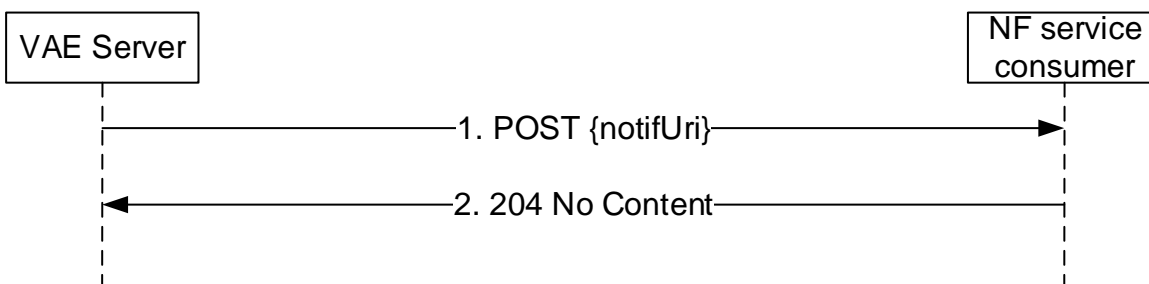 VAE Server
NF service
consumer
1. POST {notifUri}
2. 204 No Content